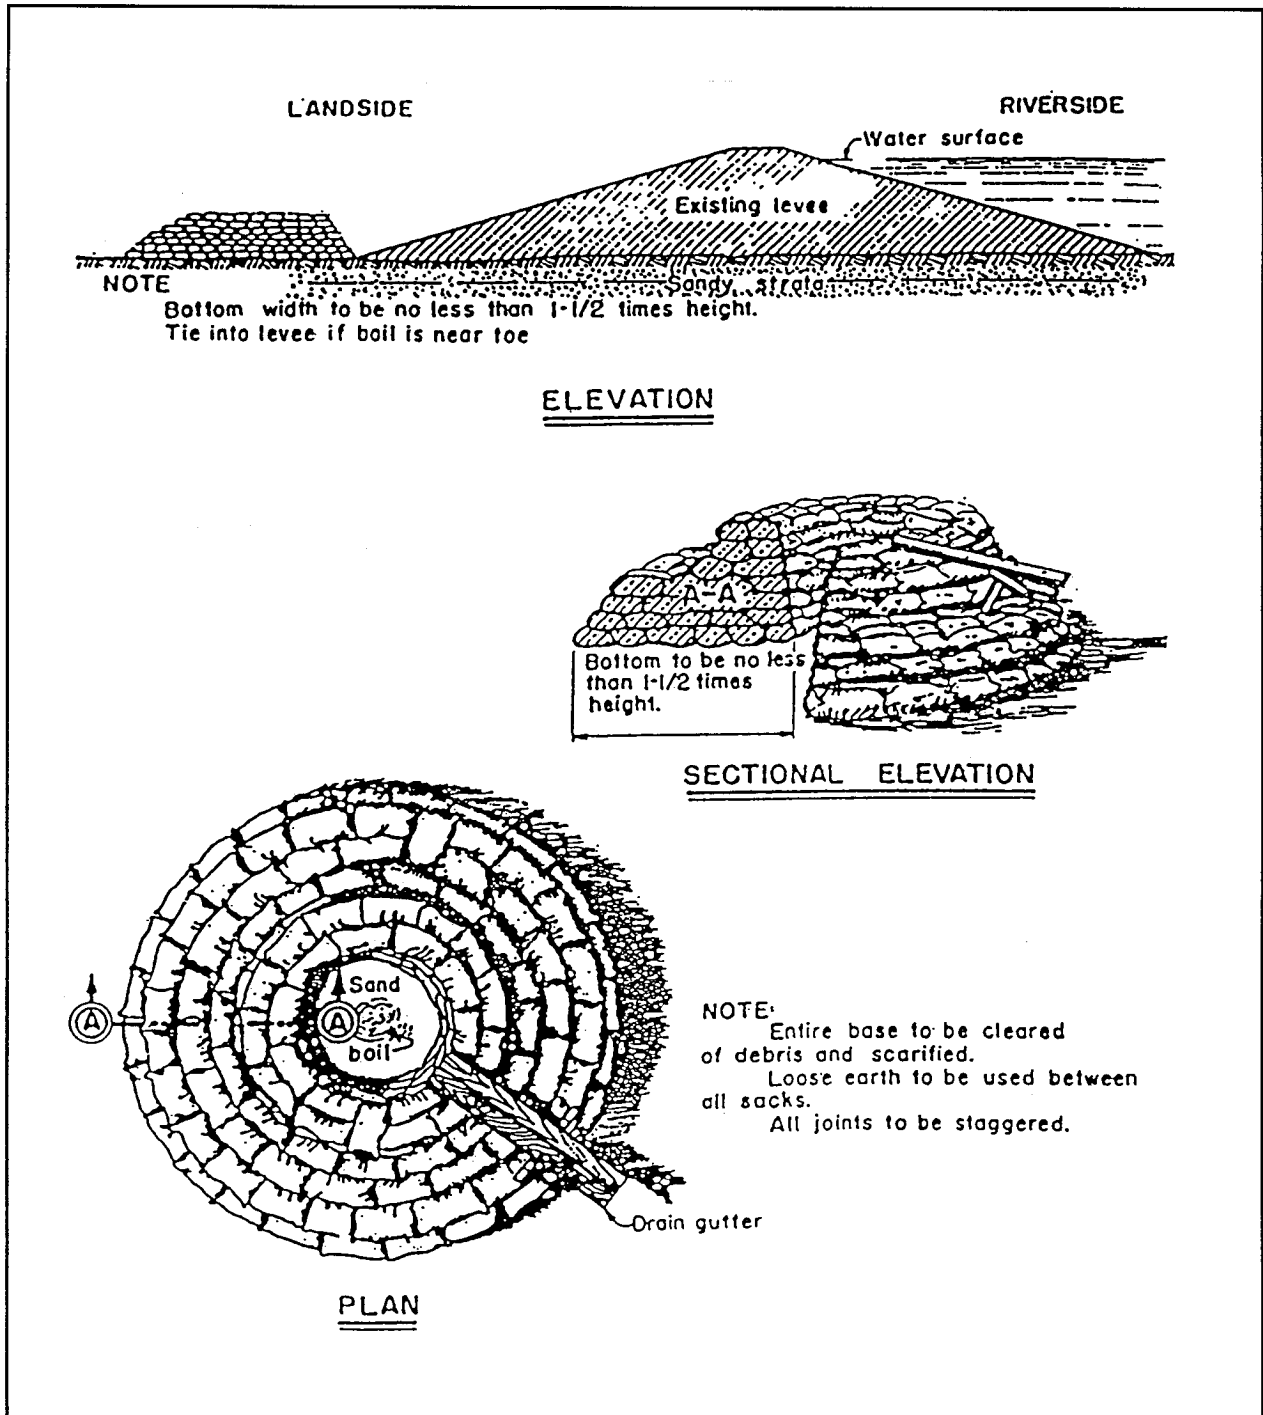 LANDSIDE
RIVERSIDE
Water surface
Existing levee
Sandy strata
NOTE
Bottom width to be no less than 1-1/2 times height.
Tie into levee if boil is near toe
ELEVATION
A-A
Bottom to be no less
than 1-1/2 times
height.
SECTIONAL ELEVATION
Sand
A
A
boil
NOTE:
Entire base to be cleared
of debris and scarified.
Loose earth to be used between
all sacks.
All joints to be staggered.
Drain gutter
PLAN